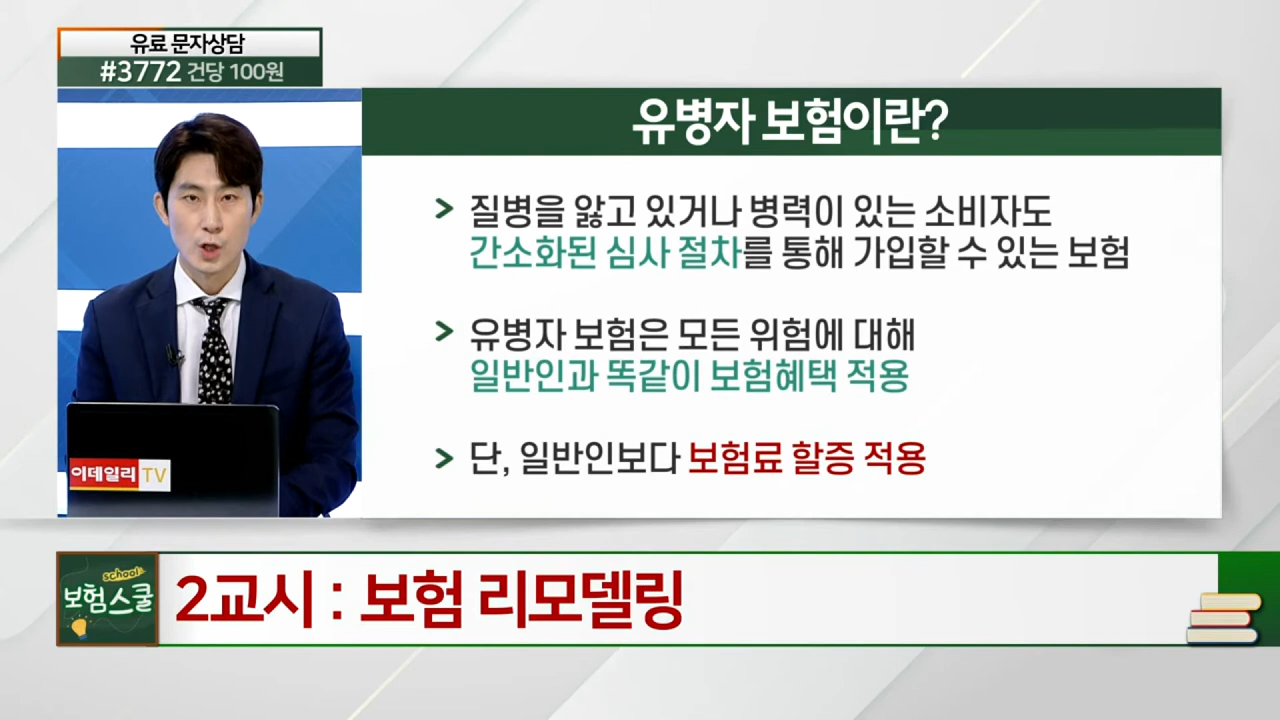 유료 문자상담
#3772 건당 100원
유병자 보험이란?
> 질병을 앓고 있거나 병력이 있는 소비자도
간소화된 심사 절차를 통해 가입할 수 있는 보험
> 유병자 보험은 모든 위험에 대해
일반인과 똑같이 보험혜택 적용
> 단, 일반인보다 보험료 할증 적용
이데일리 TV
school
보험스쿨
2교시 : 보험 리모델링